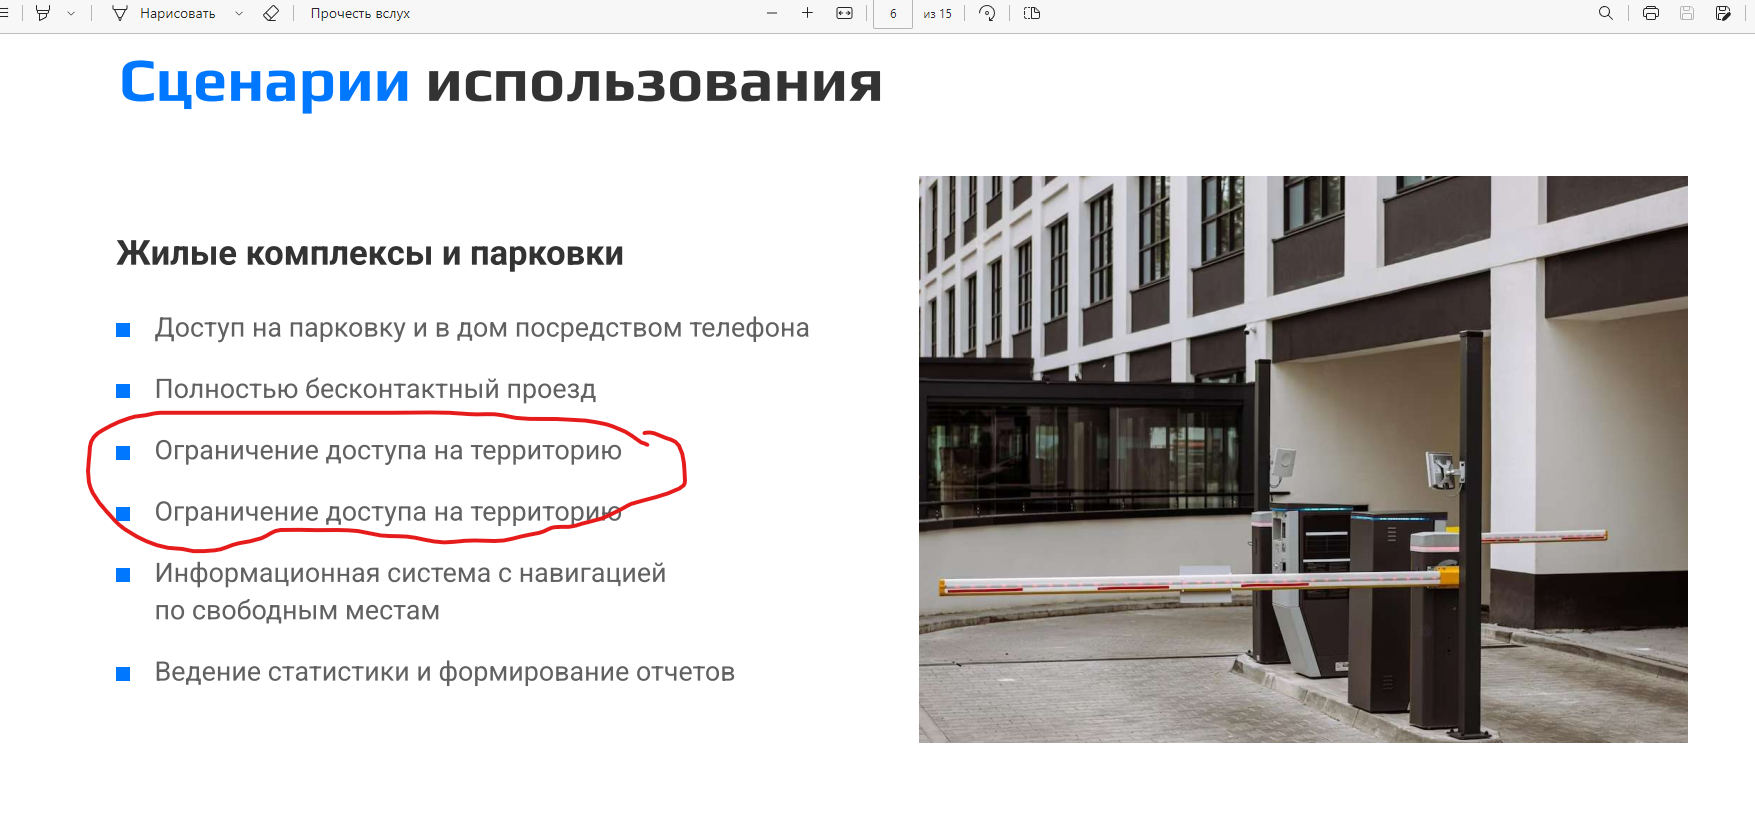 Нарисовать
Прочесть вслух
6
из 15
Сценарии использования
Жилые комплексы и парковки
Доступ на парковку и в дом посредством телефона
Полностью бесконтактный проезд
Ограничение доступа на территорию
Ограничение доступа на территорию
Информационная система с навигацией
по свободным местам
Ведение статистики и формирование отчетов